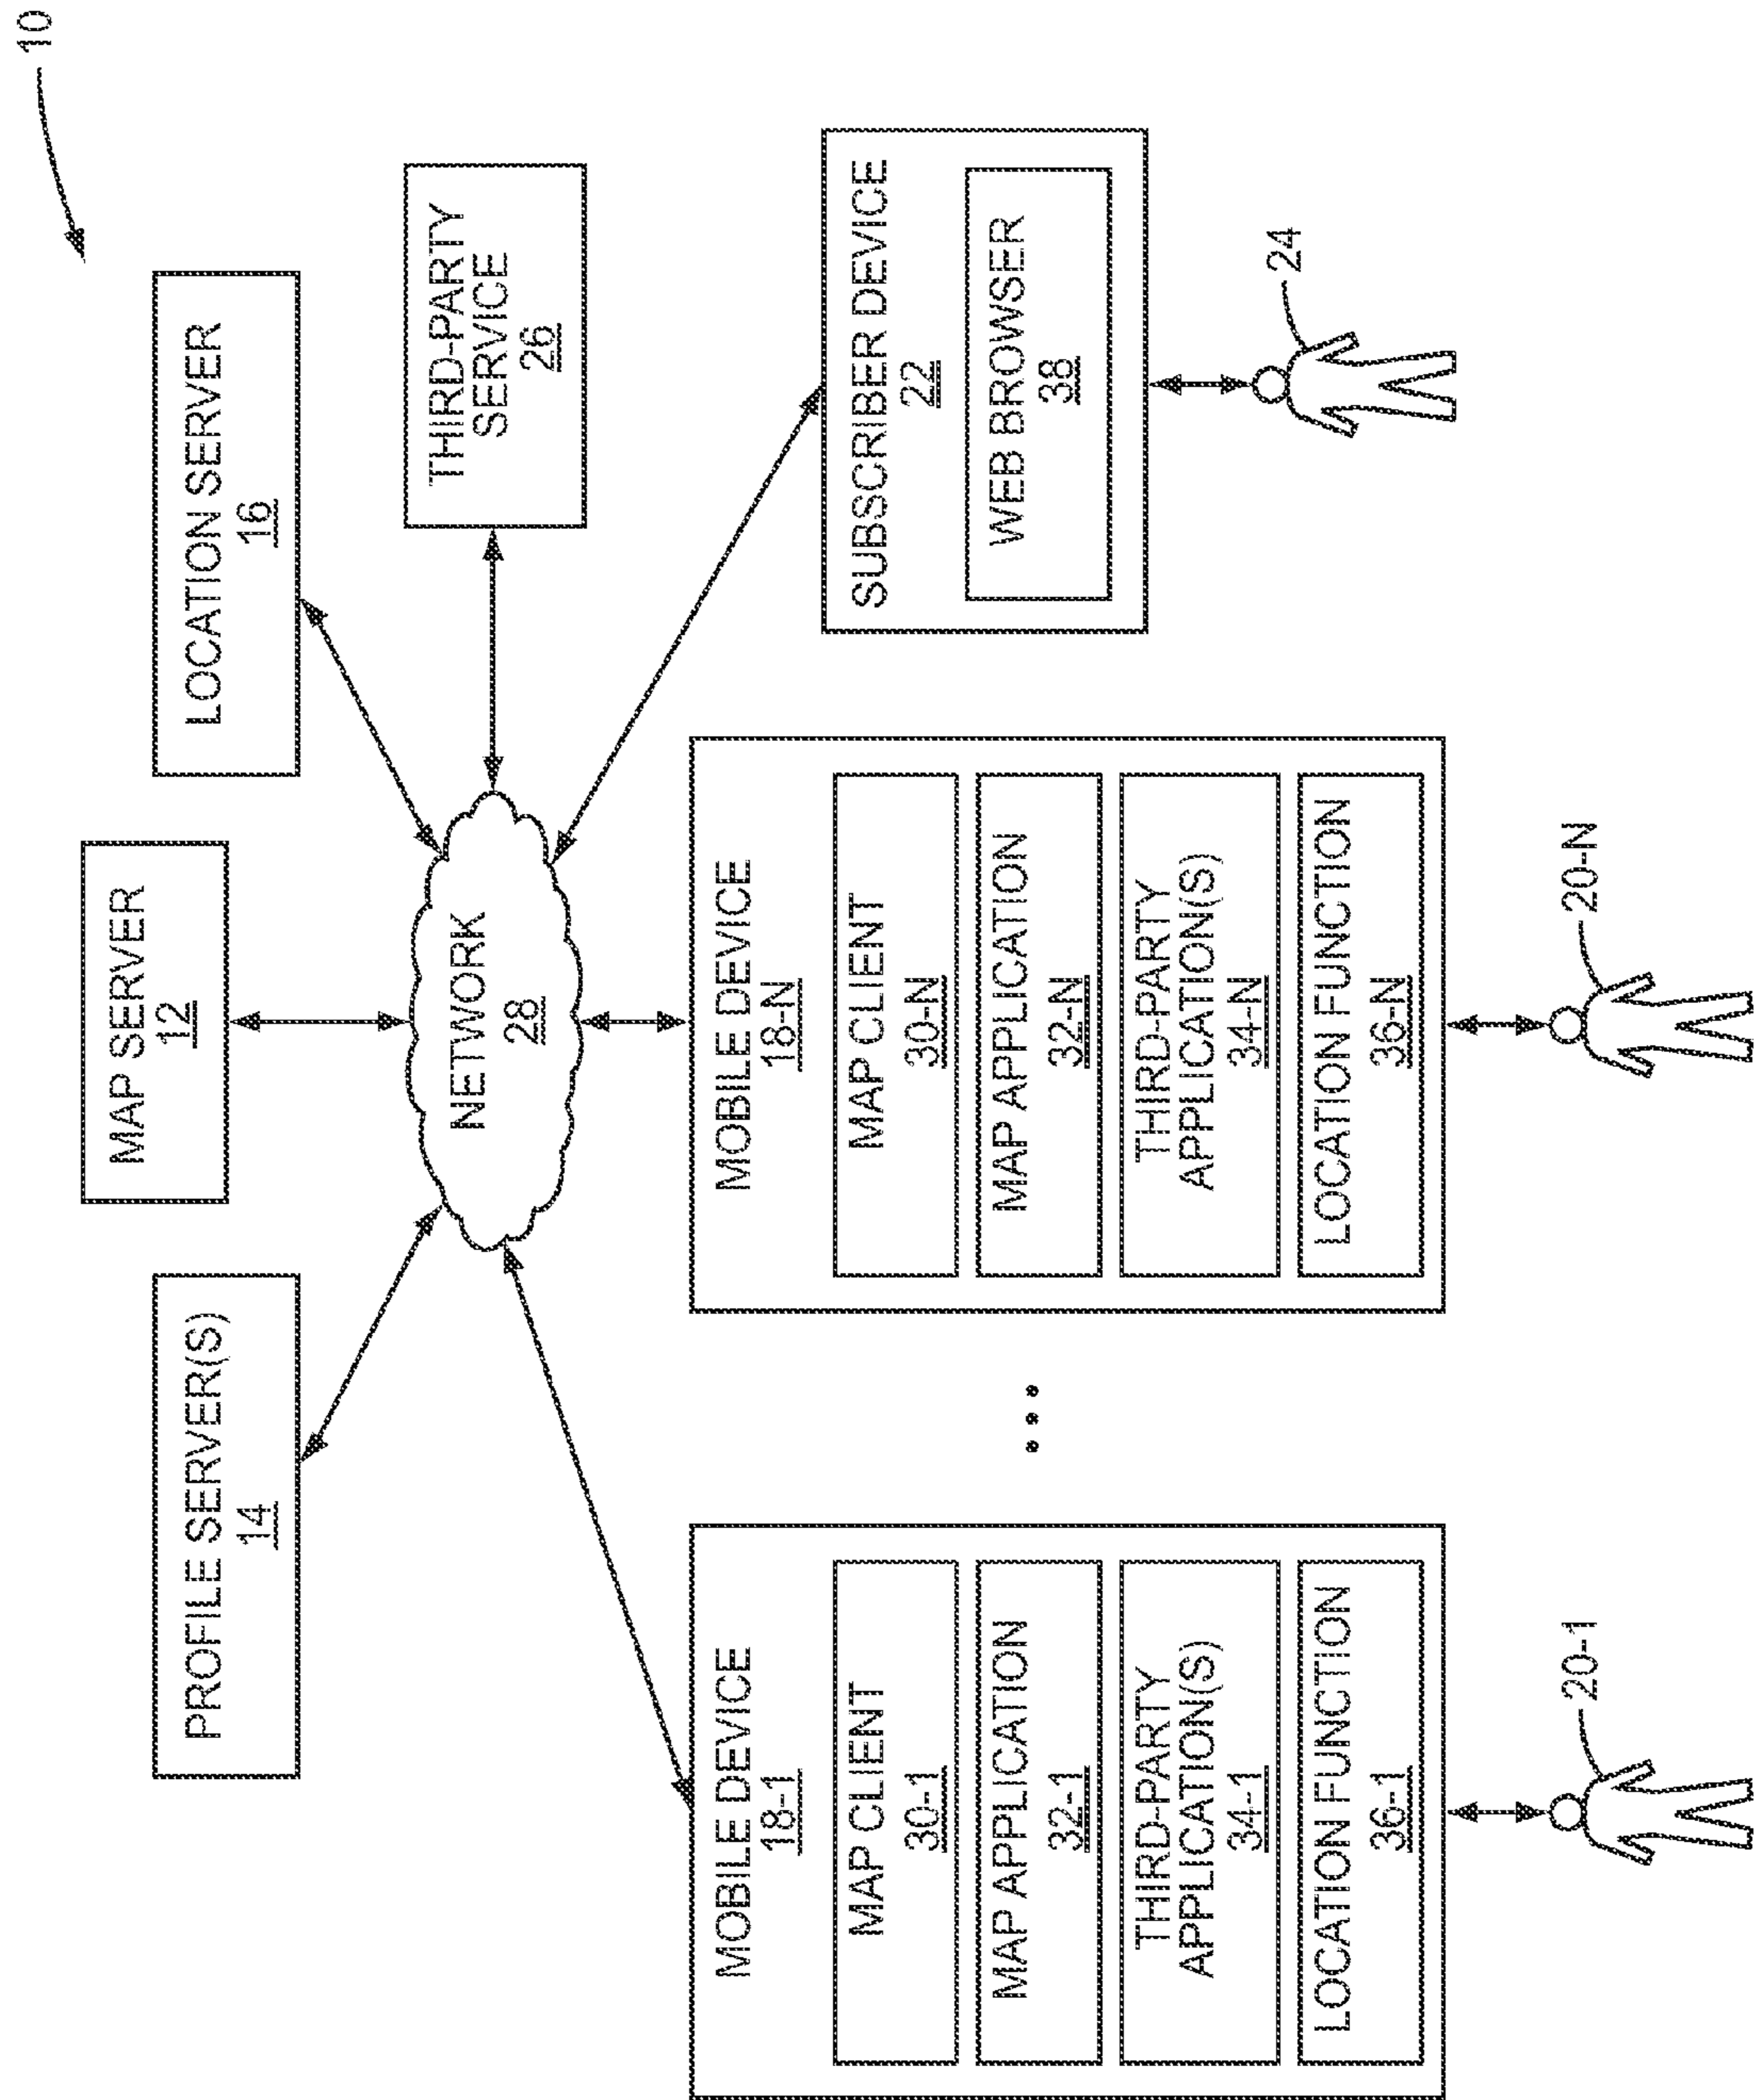 10
MAP SERVER
12
PROFILE SERVER(S)
14
LOCATION SERVER
16
THIRD-PARTY
SERVICE
26
NETWORK
28
MOBILE DEVICE
18-1
MAP CLIENT
30-1
MAP APPLICATION
32-1
THIRD-PARTY
APPLICATION(S)
34-1
LOCATION FUNCTION
36-1
20-1
• • •
MOBILE DEVICE
18-N
MAP CLIENT
30-N
MAP APPLICATION
32-N
THIRD-PARTY
APPLICATION(S)
34-N
LOCATION FUNCTION
36-N
20-N
SUBSCRIBER DEVICE
22
WEB BROWSER
38
24